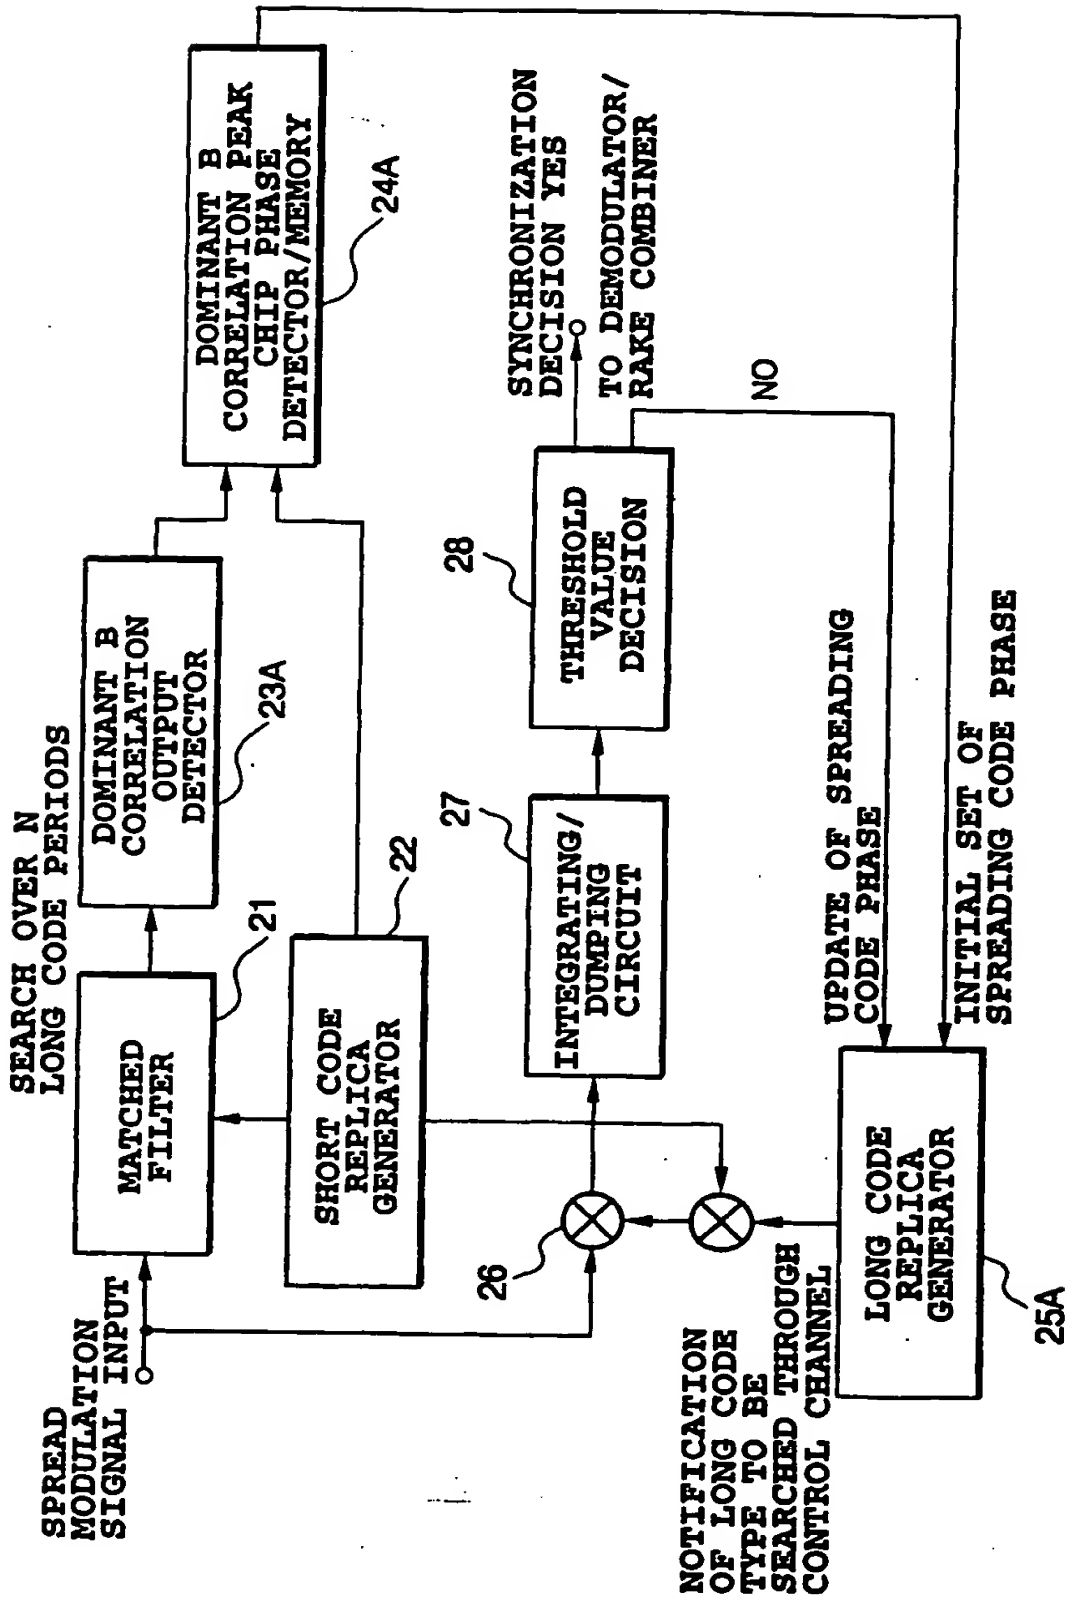 SPREAD
MODULATION
SIGNAL INPUT
SEARCH OVER N
LONG CODE PERIODS
MATCHED
FILTER
21
DOMINANT B
CORRELATION
OUTPUT
DETECTOR
23A
DOMINANT B
CORRELATION PEAK
CHIP PHASE
DETECTOR/MEMORY
24A
SHORT CODE
REPLICA
GENERATOR
22
26
INTEGRATING/
DUMPING
CIRCUIT
27
THRESHOLD
VALUE
DECISION
28
SYNCHRONIZATION
DECISION YES
TO DEMODULATOR/
RAKE COMBINER
NO
NOTIFICATION
OF LONG CODE
TYPE TO BE
SEARCHED THROUGH
CONTROL CHANNEL
UPDATE OF SPREADING
CODE PHASE
LONG CODE
REPLICA
GENERATOR
25A
INITIAL SET OF
SPREADING CODE PHASE